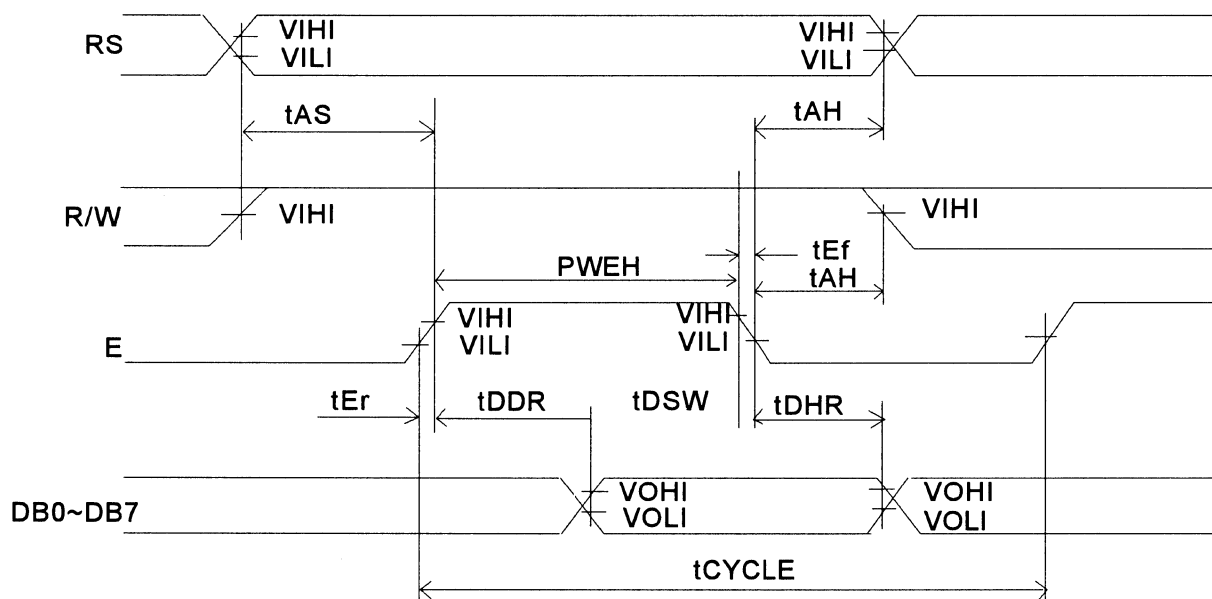 RS
VIHI
VILI
VIHI
VILI
tAS
tAH
R/W
VIHI
VIHI
PWEH
tEf
tAH
E
VIHI
VILI
VIHI
VILI
tEr
tDDR
tDSW
tDHR
DB0~DB7
VOHI
VOLI
VOHI
VOLI
tCYCLE